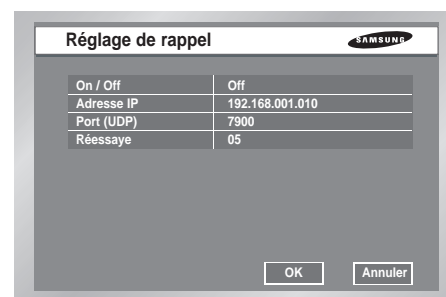 Réglage de rappel SAMSUNG
On / Off Off
Adresse IP 192.168.001.010
Port (UDP) 7900
Réessaye 05
OK Annuler